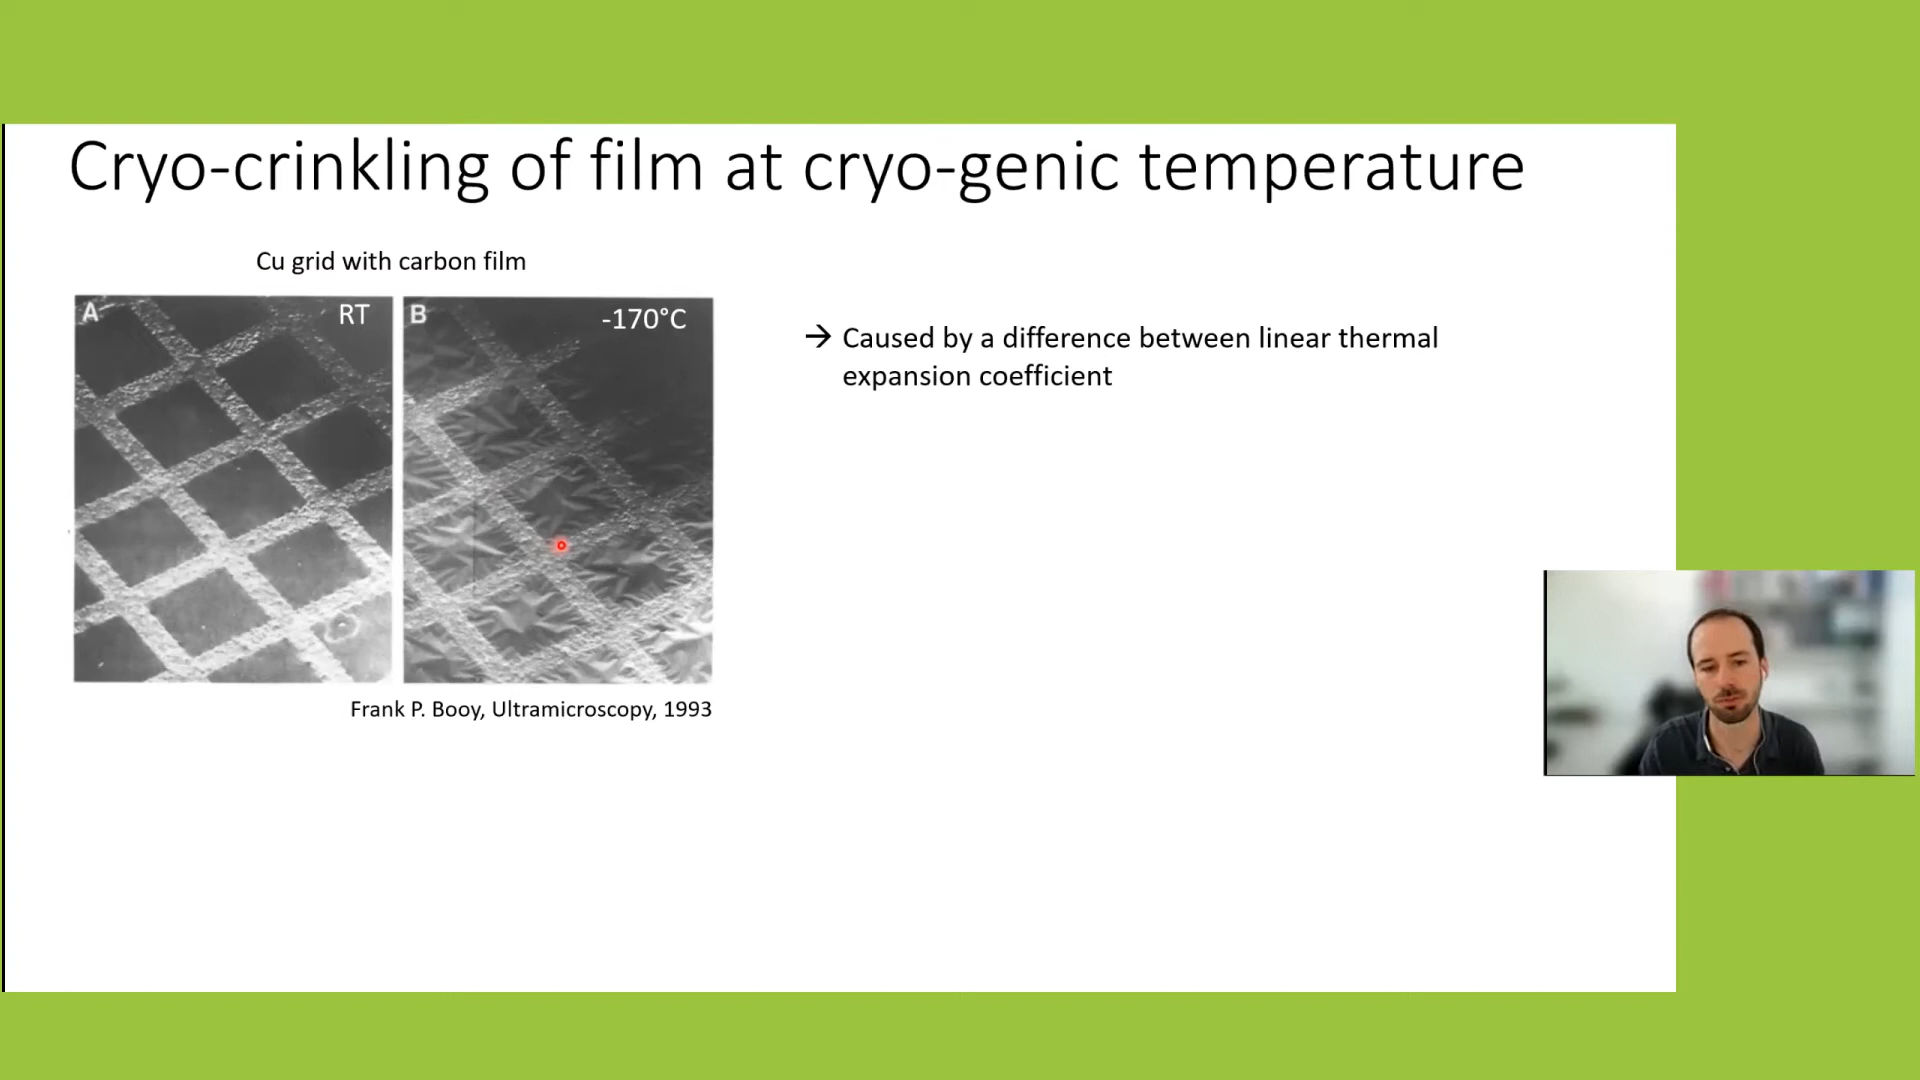 Cryo-crinkling of film at cryo-genic temperature
Cu grid with carbon film
A RT
B -170°C
→ Caused by a difference between linear thermal
expansion coefficient
Frank P. Booy, Ultramicroscopy, 1993